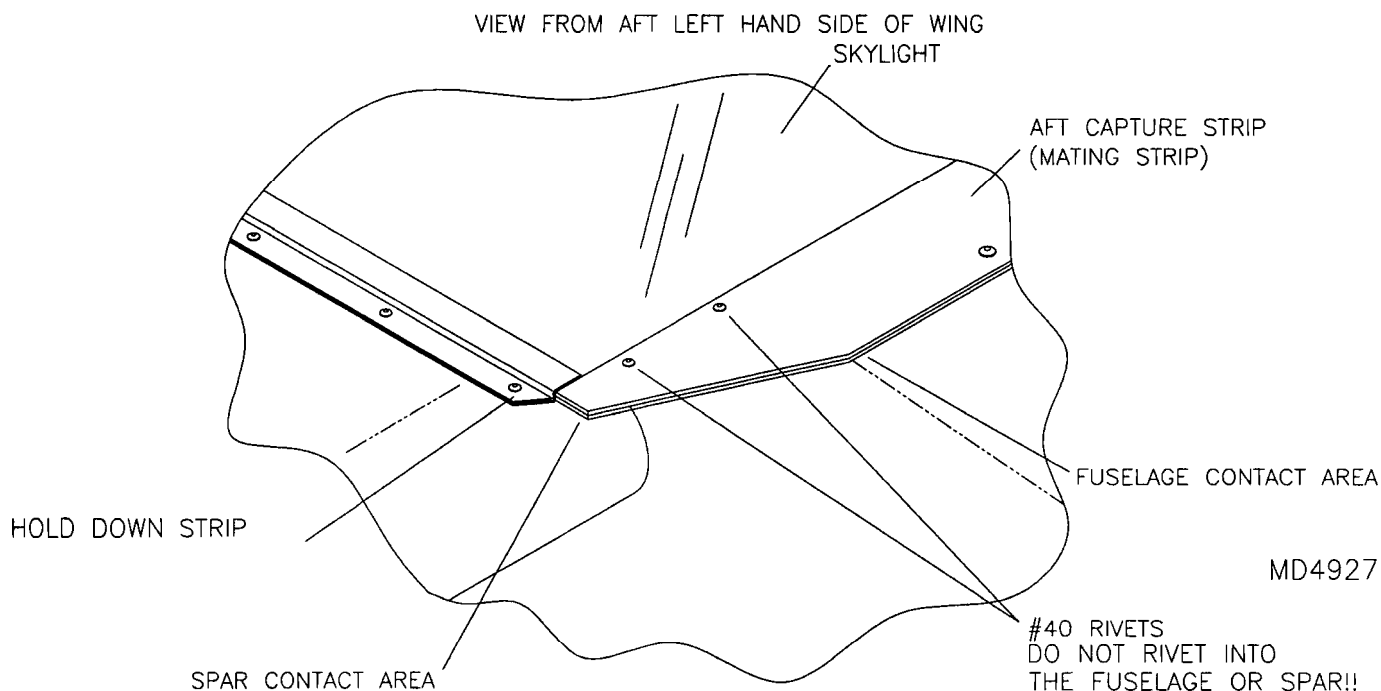 VIEW FROM AFT LEFT HAND SIDE OF WING
SKYLIGHT
AFT CAPTURE STRIP
(MATING STRIP)
FUSELAGE CONTACT AREA
HOLD DOWN STRIP
MD4927
#40 RIVETS
DO NOT RIVET INTO
THE FUSELAGE OR SPAR!!
SPAR CONTACT AREA